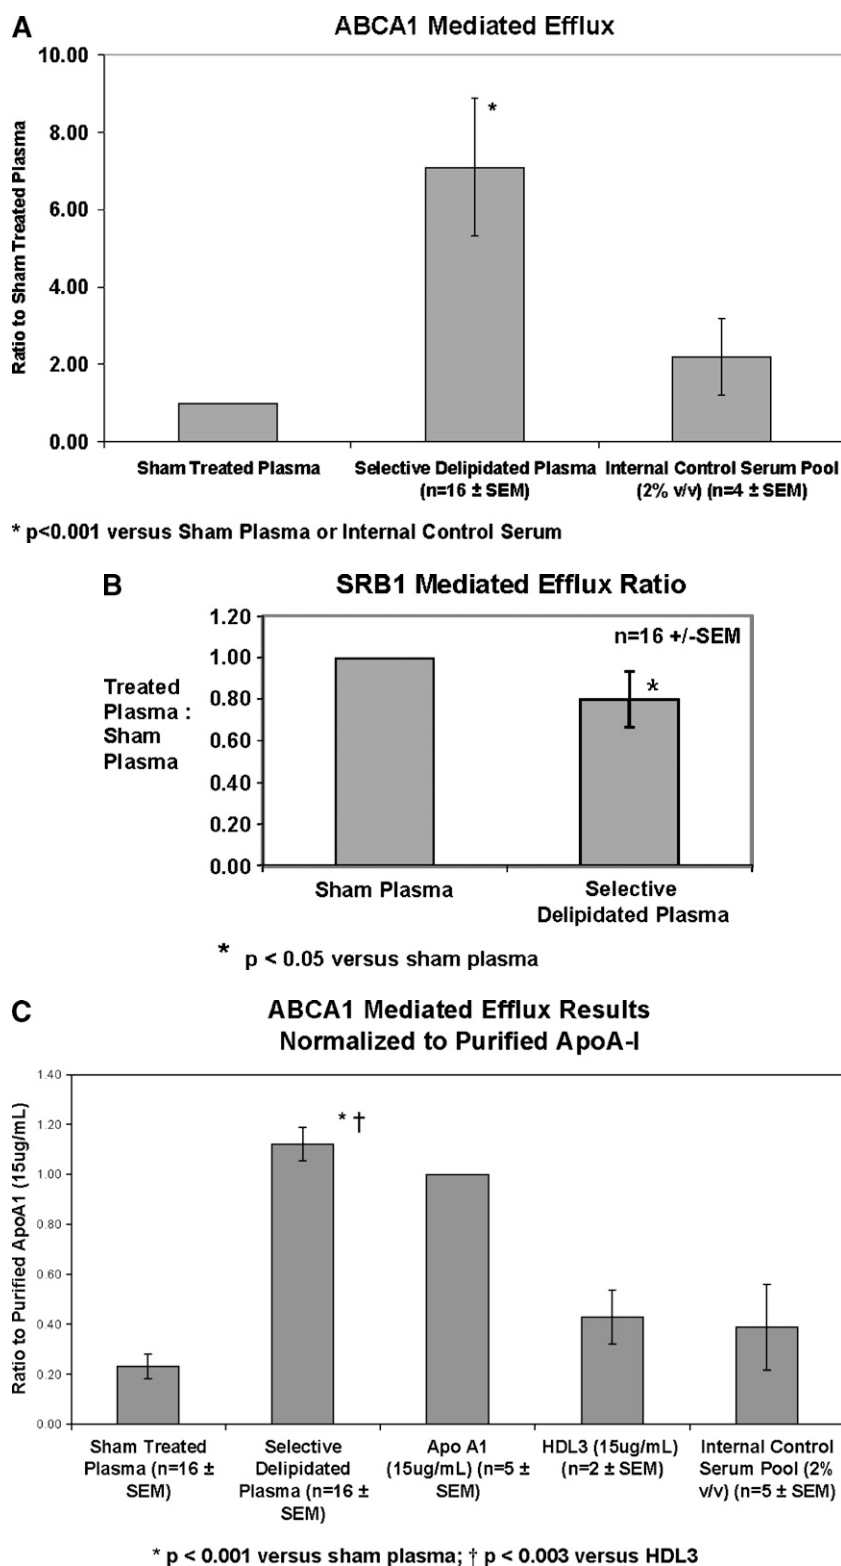 A
ABCA1 Mediated Efflux
Ratio to Sham Treated Plasma
10.00
8.00
6.00
4.00
2.00
0.00
*
Sham Treated Plasma
Selective Delipidated Plasma
(n=16 ± SEM)
Internal Control Serum Pool
(2% v/v) (n=4 ± SEM)
* p<0.001 versus Sham Plasma or Internal Control Serum
B
SRB1 Mediated Efflux Ratio
Treated
Plasma :
Sham
Plasma
1.20
1.00
0.80
0.60
0.40
0.20
0.00
n=16 +/-SEM
*
Sham Plasma
Selective
Delipidated Plasma
* p < 0.05 versus sham plasma
C
ABCA1 Mediated Efflux Results
Normalized to Purified ApoA-I
Ratio to Purified ApoA1 (15ug/mL)
1.40
1.20
1.00
0.80
0.60
0.40
0.20
0.00
* †
Sham Treated
Plasma (n=16 ±
SEM)
Selective
Delipidated
Plasma (n=16 ±
SEM)
Apo A1
(15ug/mL) (n=5 ±
SEM)
HDL3 (15ug/mL)
(n=2 ± SEM)
Internal Control
Serum Pool (2%
v/v) (n=5 ± SEM)
* p < 0.001 versus sham plasma; † p < 0.003 versus HDL3